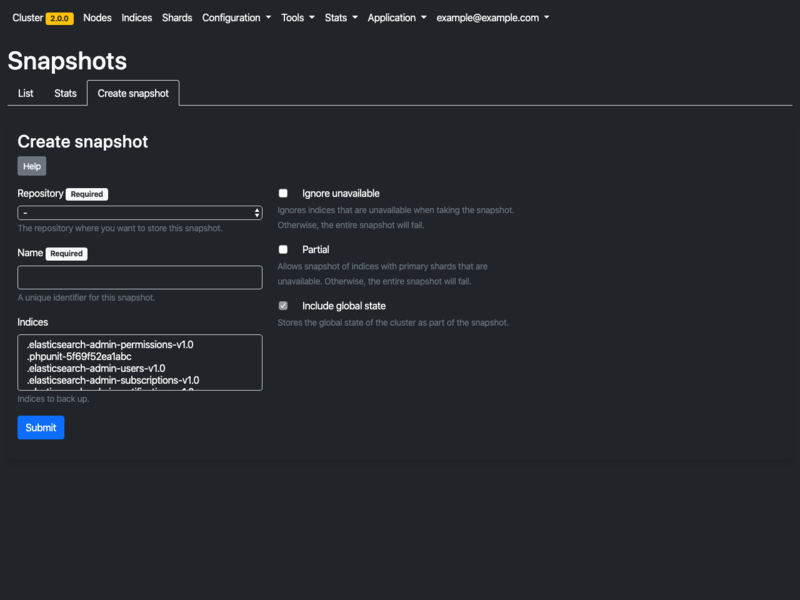 Cluster 2.0.0 Nodes Indices Shards Configuration Tools Stats Application example@example.com
Snapshots
List Stats Create snapshot
Create snapshot
Help
Repository Required
-
The repository where you want to store this snapshot.
Name Required
A unique identifier for this snapshot.
Indices
.elasticsearch-admin-permissions-v1.0
.phpunit-5f69f52ea1abc
.elasticsearch-admin-users-v1.0
.elasticsearch-admin-subscriptions-v1.0
Indices to back up.
Submit
Ignore unavailable
Ignores indices that are unavailable when taking the snapshot.
Otherwise, the entire snapshot will fail.
Partial
Allows snapshot of indices with primary shards that are
unavailable. Otherwise, the entire snapshot will fail.
Include global state
Stores the global state of the cluster as part of the snapshot.